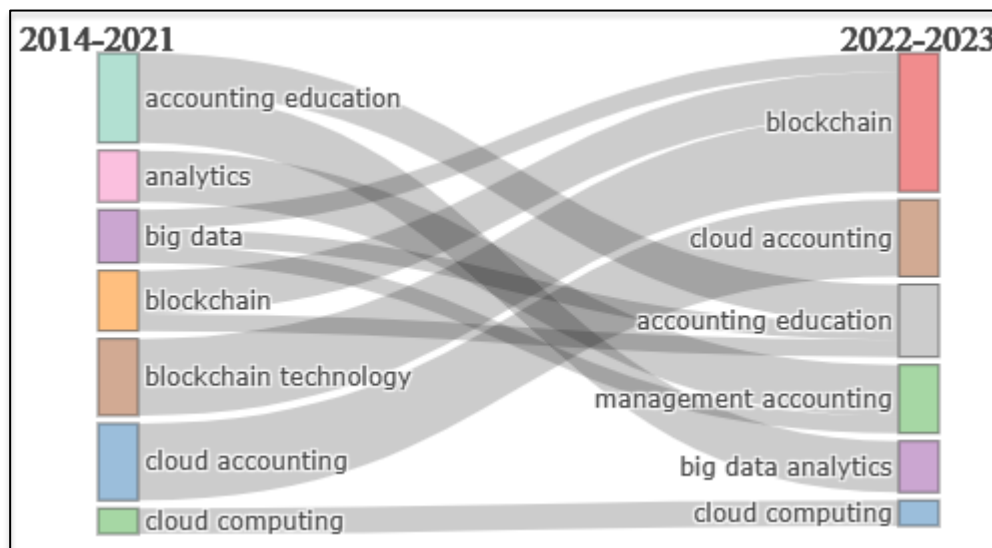 2014-2021
2022-2023
accounting education
analytics
big data
blockchain
blockchain technology
cloud accounting
cloud computing
blockchain
cloud accounting
accounting education
management accounting
big data analytics
cloud computing